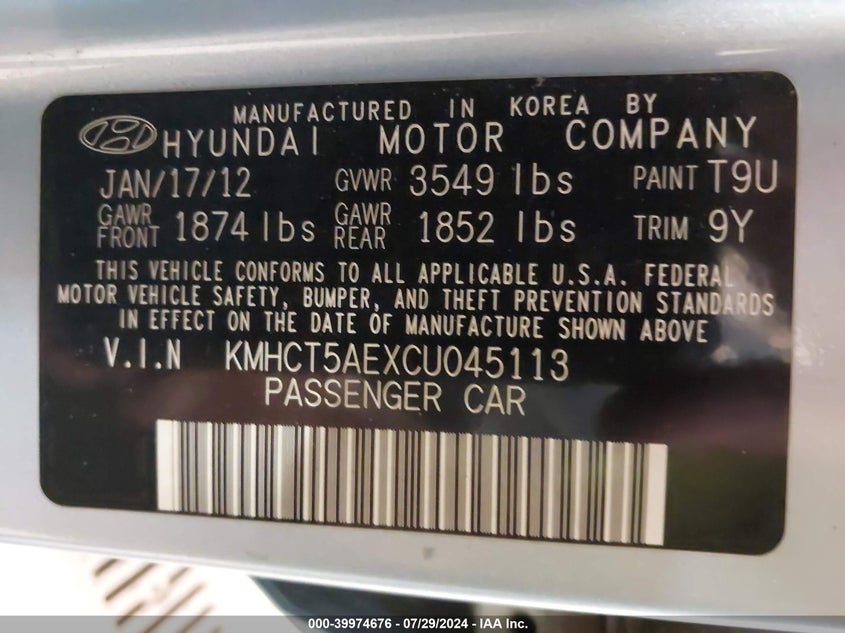 MANUFACTURED IN KOREA BY
HYUNDAI MOTOR COMPANY
JAN/17/12 GVWR 3549 lbs PAINT T9U
GAWR FRONT 1874 lbs GAWR REAR 1852 lbs TRIM 9Y
THIS VEHICLE CONFORMS TO ALL APPLICABLE U.S.A. FEDERAL
MOTOR VEHICLE SAFETY, BUMPER, AND THEFT PREVENTION STANDARDS
IN EFFECT ON THE DATE OF MANUFACTURE SHOWN ABOVE
V.I.N KMHCT5AEXCU045113
PASSENGER CAR
000-39974676 - 07/29/2024 - IAA Inc.